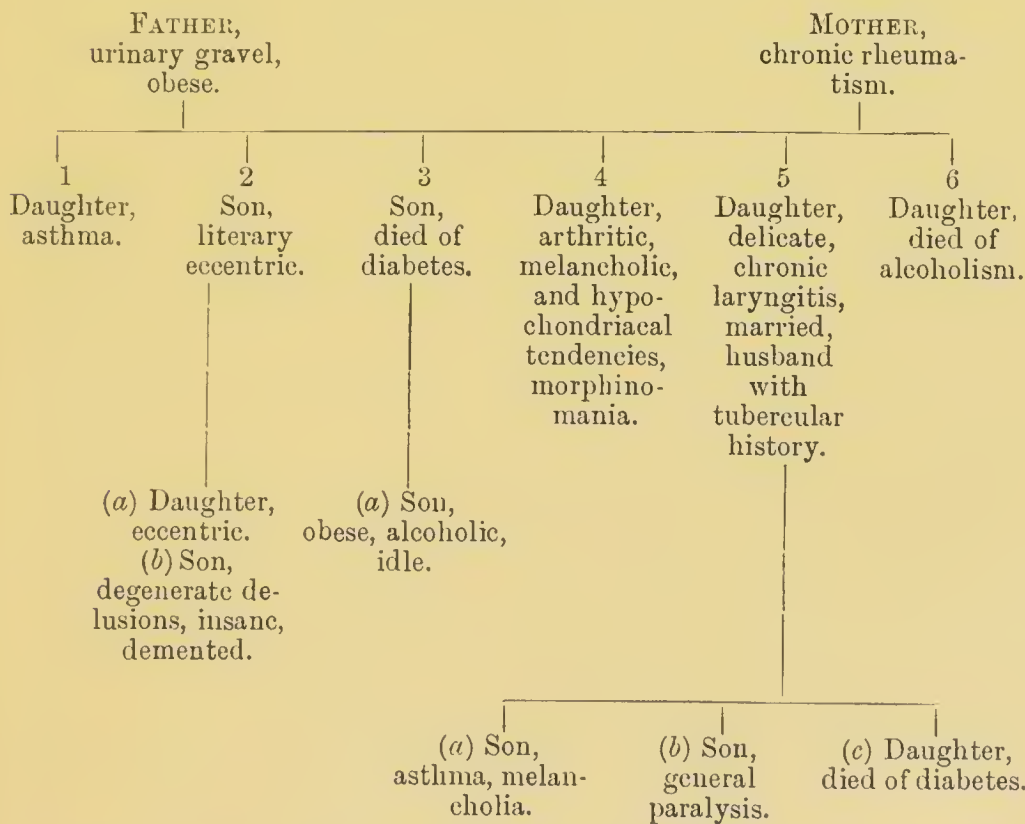 FATHER,
urinary gravel,
obese.
MOTHER,
chronic rheuma-
tism.
1
Daughter,
asthma.
2
Son,
literary
eccentric.
3
Son,
died of
diabetes.
4
Daughter,
arthritic,
melancholic,
and hypo-
chondriacal
tendencies,
morphino-
mania.
5
Daughter,
delicate,
chronic
laryngitis,
married,
husband
with
tubercular
history.
6
Daughter,
died of
alcoholism.
(a) Daughter,
eccentric.
(b) Son,
degenerate de-
lusions, insane,
demented.
(a) Son,
obese, alcoholic,
idle.
(a) Son,
asthma, melan-
cholia.
(b) Son,
general
paralysis.
(c) Daughter,
died of diabetes.